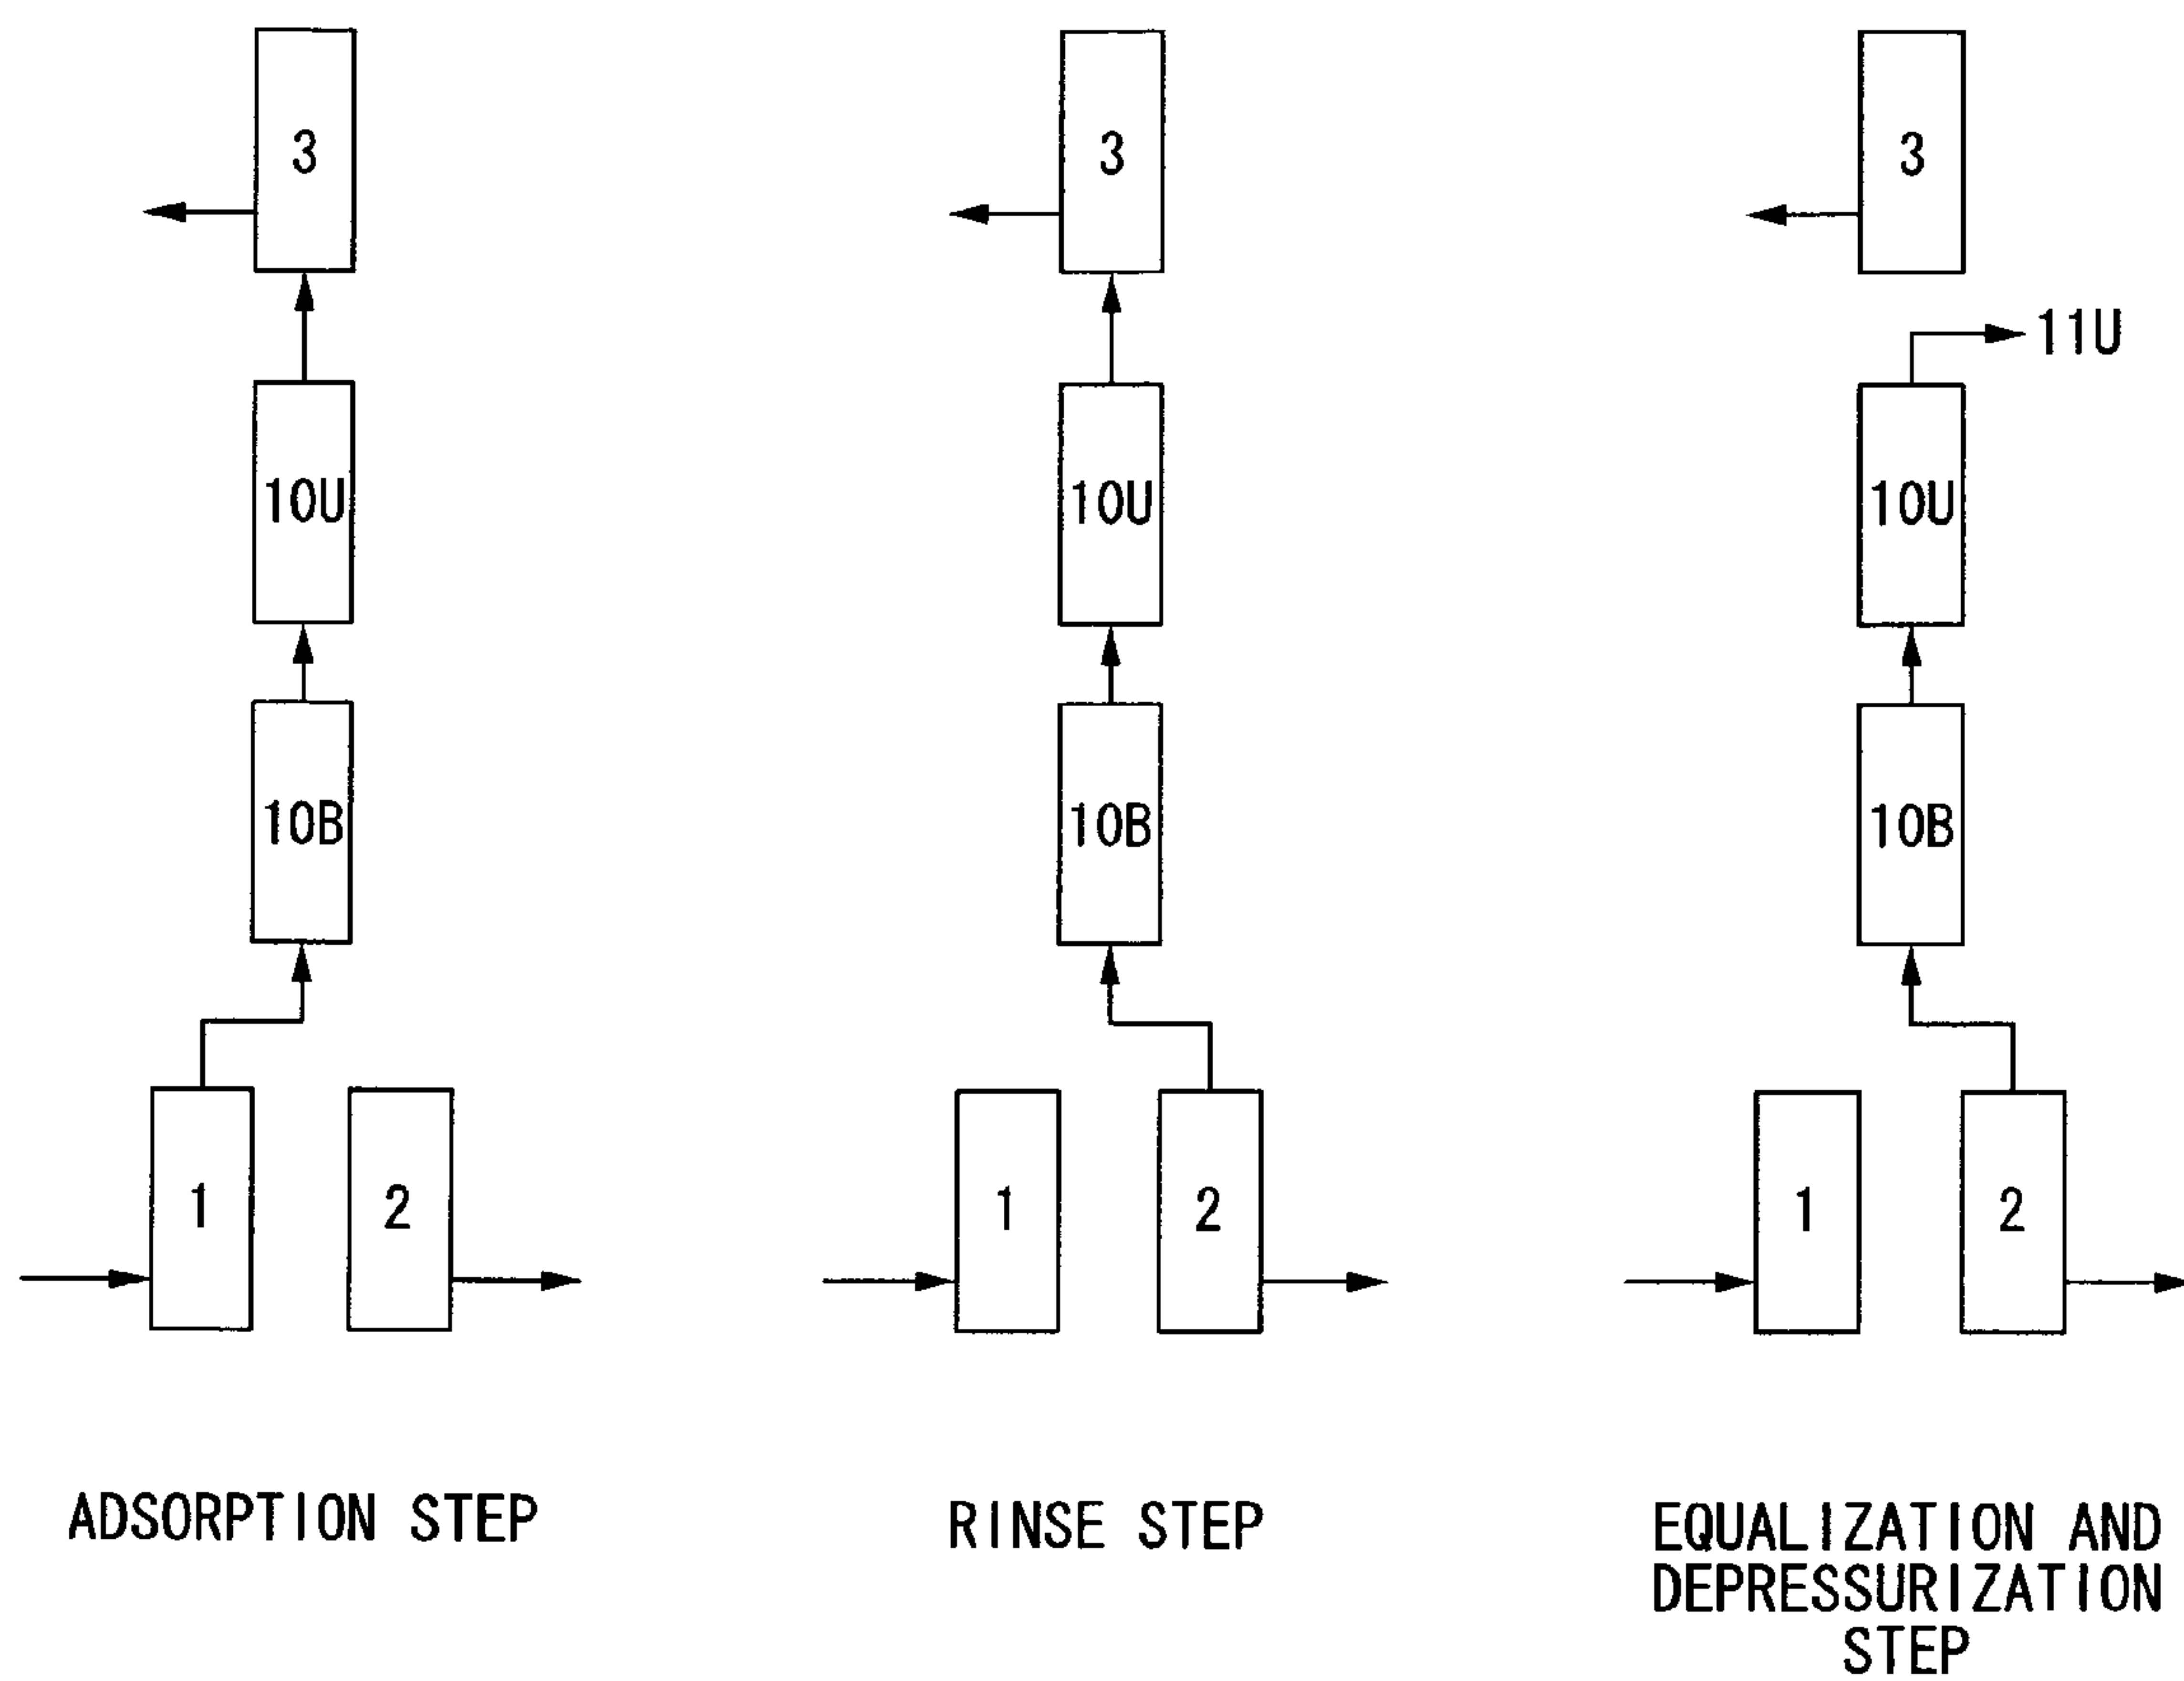 3
10U
10B
1
2
ADSORPTION STEP
3
10U
10B
1
2
RINSE STEP
3
11U
10U
10B
1
2
EQUALIZATION AND
DEPRESSURIZATION
STEP